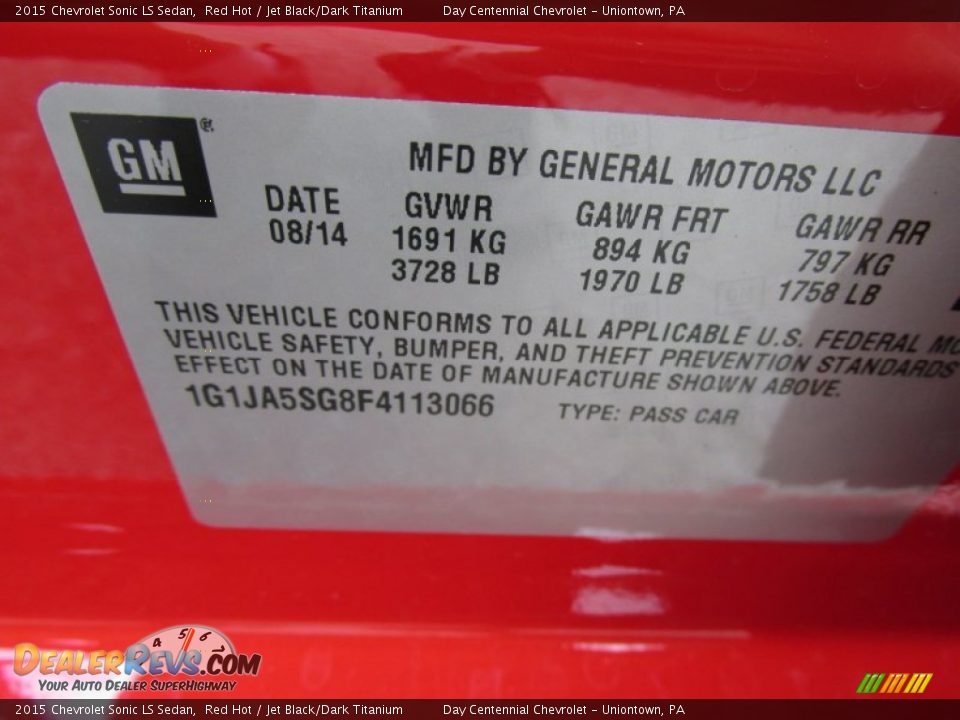 2015 Chevrolet Sonic LS Sedan, Red Hot / Jet Black/Dark Titanium Day Centennial Chevrolet - Uniontown, PA
GM ®
MFD BY GENERAL MOTORS LLC
DATE GVWR GAWR FRT GAWR RR
08/14 1691 KG 894 KG 797 KG
3728 LB 1970 LB 1758 LB
THIS VEHICLE CONFORMS TO ALL APPLICABLE U.S. FEDERAL MO
VEHICLE SAFETY, BUMPER, AND THEFT PREVENTION STANDARDS
EFFECT ON THE DATE OF MANUFACTURE SHOWN ABOVE.
1G1JA5SG8F4113066 TYPE: PASS CAR
4 5 6
DEALERREVS.COM
YOUR AUTO DEALER SUPERHIGHWAY
2015 Chevrolet Sonic LS Sedan, Red Hot / Jet Black/Dark Titanium Day Centennial Chevrolet - Uniontown, PA